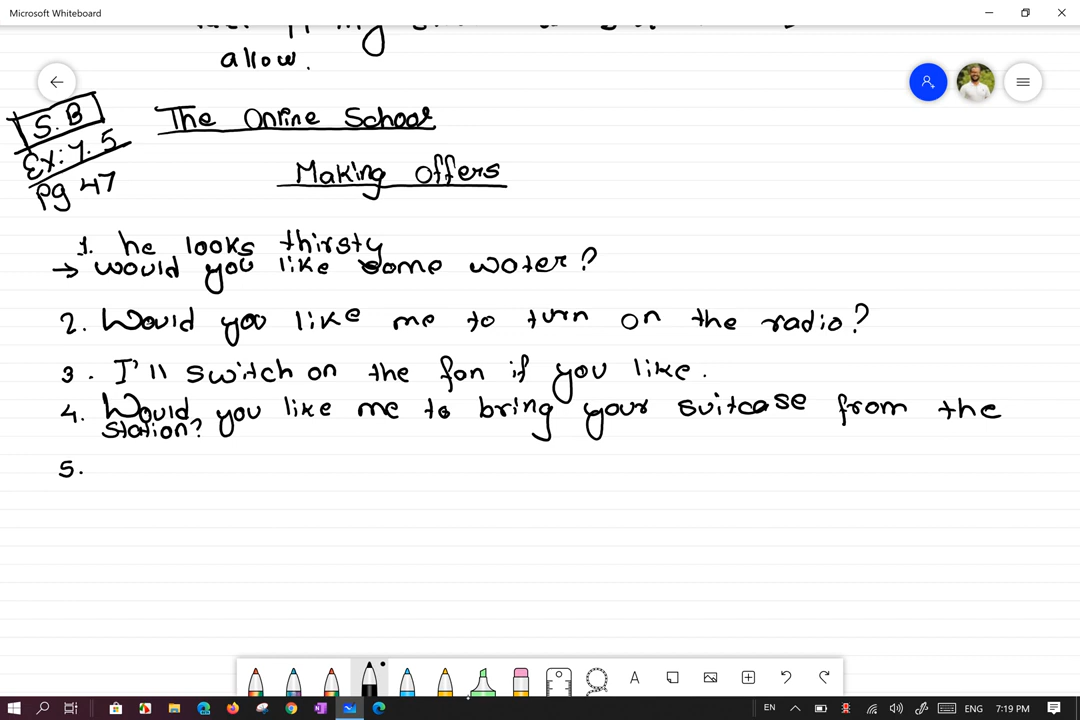 Microsoft Whiteboard
allow.
S.B
Ex: 7.5
pg 47
The Online School
Making Offers
1. he looks thirsty
→ would you like some water?
2. Would you like me to turn on the radio?
3. I'll switch on the fan if you like.
4. Would you like me to bring your suitcase from the
station?
5.
A
EN
ENG
7:19 PM